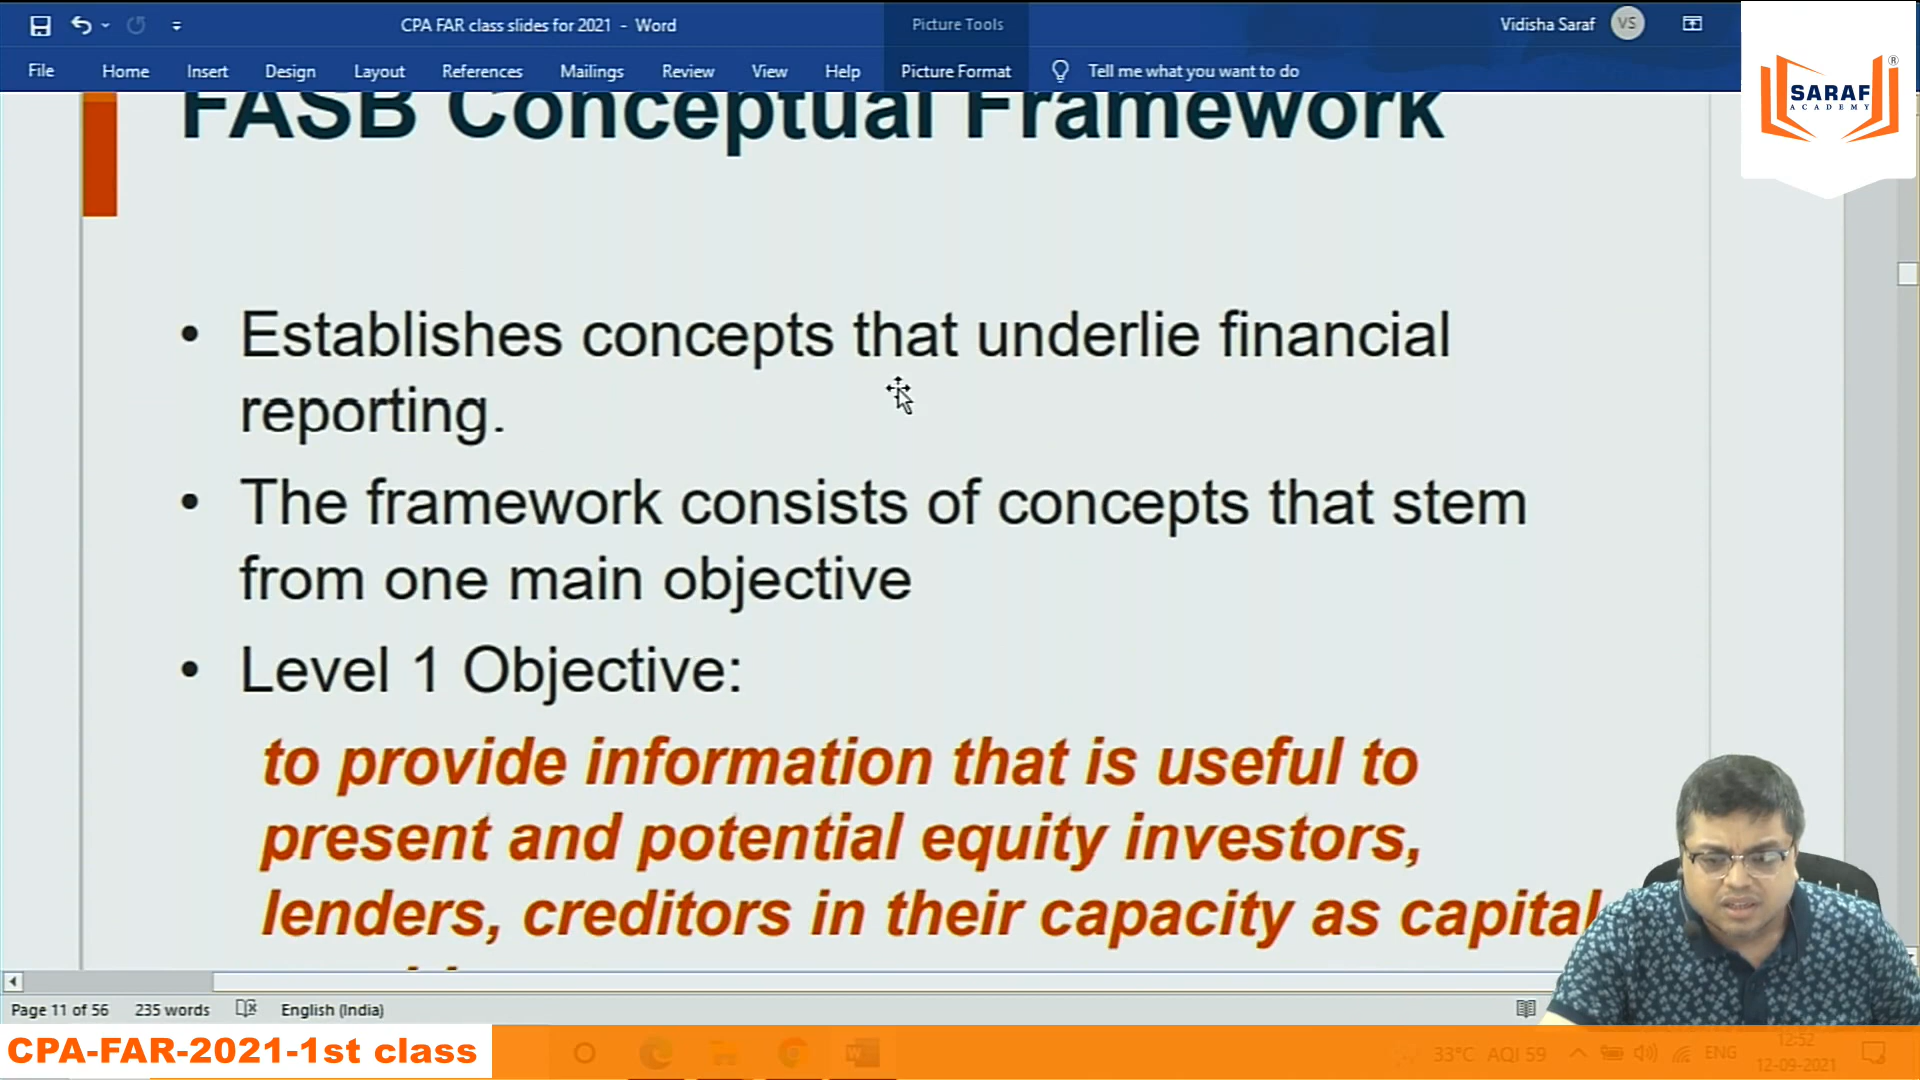 CPA FAR class slides for 2021 - Word
Picture Tools
Vidisha Saraf
VS
File
Home
Insert
Design
Layout
References
Mailings
Review
View
Help
Picture Format
Tell me what you want to do
SARAF
ACADEMY
®
FASB Conceptual Framework
• Establishes concepts that underlie financial
reporting.
• The framework consists of concepts that stem
from one main objective
• Level 1 Objective:
to provide information that is useful to
present and potential equity investors,
lenders, creditors in their capacity as capital
Page 11 of 56
235 words
English (India)
CPA-FAR-2021-1st class
33°C AQI 59
ENG
12:52
12-09-2021